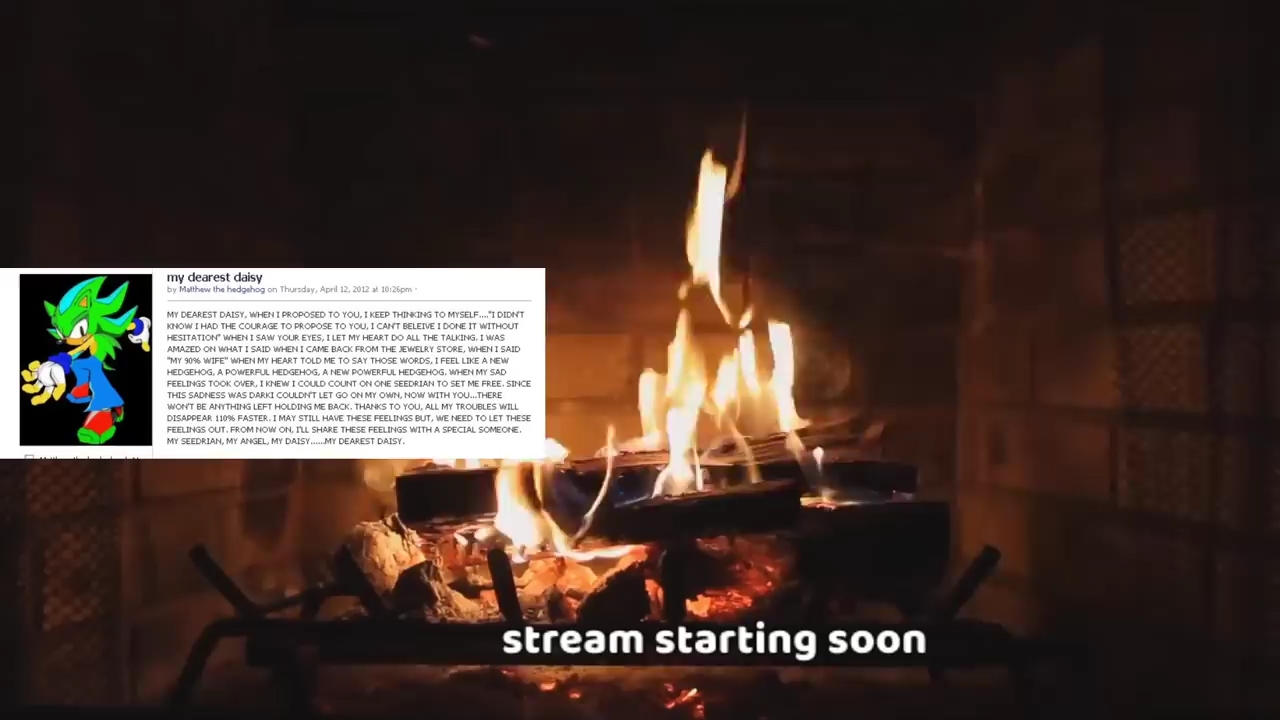 my dearest daisy
by Matthew the hedgehog on Thursday, April 12, 2012 at 10:26pm ·
MY DEAREST DAISY, WHEN I PROPOSED TO YOU, I KEEP THINKING TO MYSELF...."I DIDN'T
KNOW I HAD THE COURAGE TO PROPOSE TO YOU, I CAN'T BELEIVE I DONE IT WITHOUT
HESITATION" WHEN I SAW YOUR EYES, I LET MY HEART DO ALL THE TALKING. I WAS
AMAZED ON WHAT I SAID WHEN I CAME BACK FROM THE JEWELRY STORE, WHEN I SAID
"MY 90% WIFE" WHEN MY HEART TOLD ME TO SAY THOSE WORDS, I FEEL LIKE A NEW
HEDGEHOG, A POWERFUL HEDGEHOG, A NEW POWERFUL HEDGEHOG. WHEN MY SAD
FEELINGS TOOK OVER, I KNEW I COULD COUNT ON ONE SEEDRIAN TO SET ME FREE. SINCE
THIS SADNESS WAS DARKI COULDN'T LET GO ON MY OWN, NOW WITH YOU...THERE
WON'T BE ANYTHING LEFT HOLDING ME BACK. THANKS TO YOU, ALL MY TROUBLES WILL
DISAPPEAR 110% FASTER. I MAY STILL HAVE THESE FEELINGS BUT, WE NEED TO LET THESE
FEELINGS OUT. FROM NOW ON, I'LL SHARE THESE FEELINGS WITH A SPECIAL SOMEONE.
MY SEEDRIAN, MY ANGEL, MY DAISY......MY DEAREST DAISY.
stream starting soon